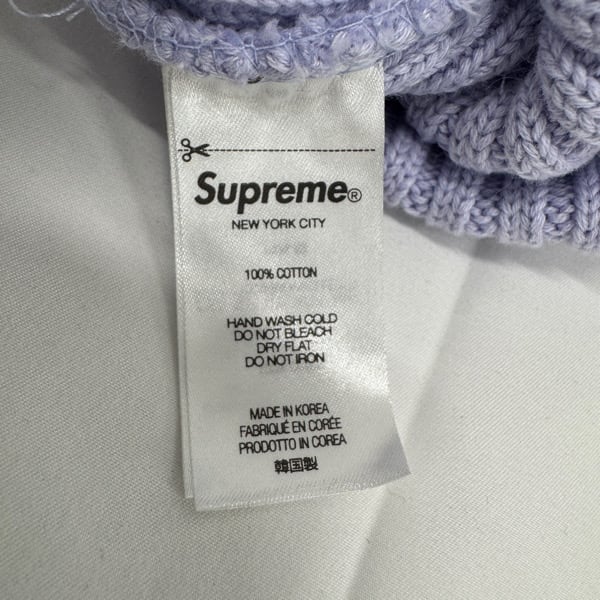 Supreme®
NEW YORK CITY
100% COTTON
HAND WASH COLD
DO NOT BLEACH
DRY FLAT
DO NOT IRON
MADE IN KOREA
FABRIQUÉ EN CORÉE
PRODOTTO IN COREA
韓国製